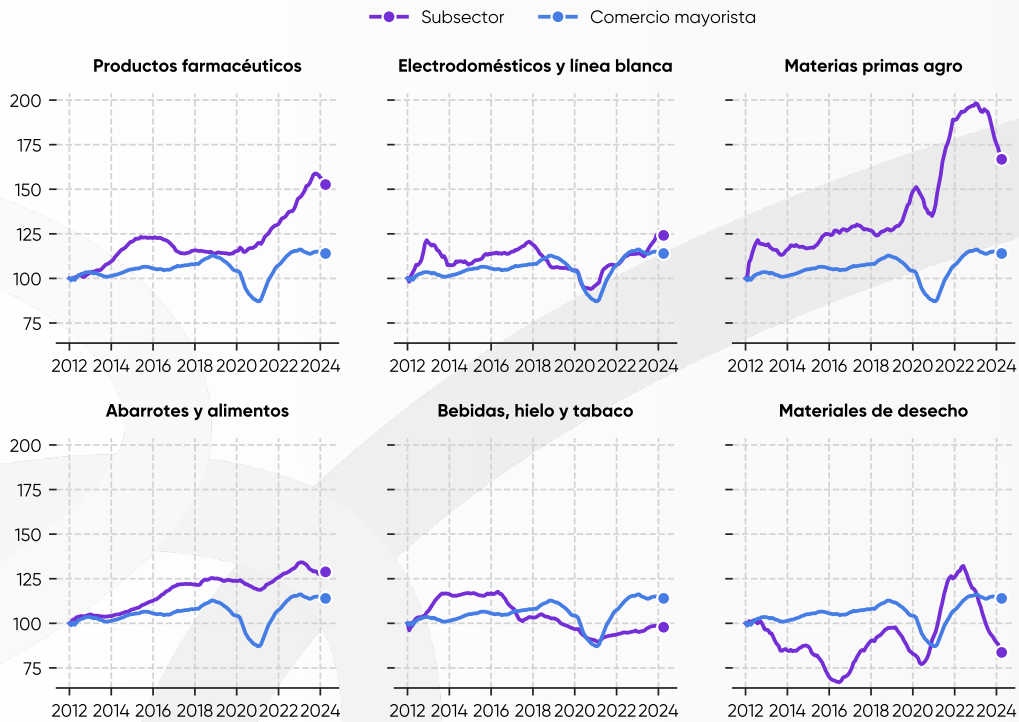 Subsector Comercio mayorista
Productos farmacéuticos Electrodomésticos y línea blanca Materias primas agro
200
175
150
125
100
75
2012 2014 2016 2018 2020 2022 2024 2012 2014 2016 2018 2020 2022 2024 2012 2014 2016 2018 2020 2022 2024
Abarrotes y alimentos Bebidas, hielo y tabaco Materiales de desecho
200
175
150
125
100
75
2012 2014 2016 2018 2020 2022 2024 2012 2014 2016 2018 2020 2022 2024 2012 2014 2016 2018 2020 2022 2024